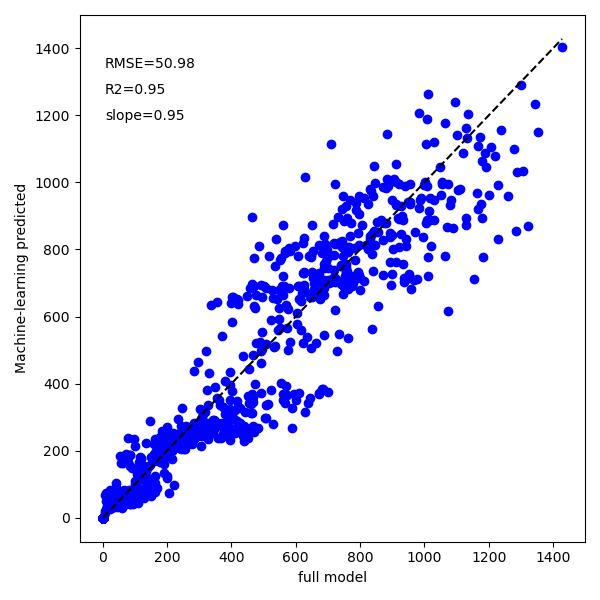 RMSE=50.98
R2=0.95
slope=0.95
Machine-learning predicted
1400
1200
1000
800
600
400
200
0
0 200 400 600 800 1000 1200 1400
full model